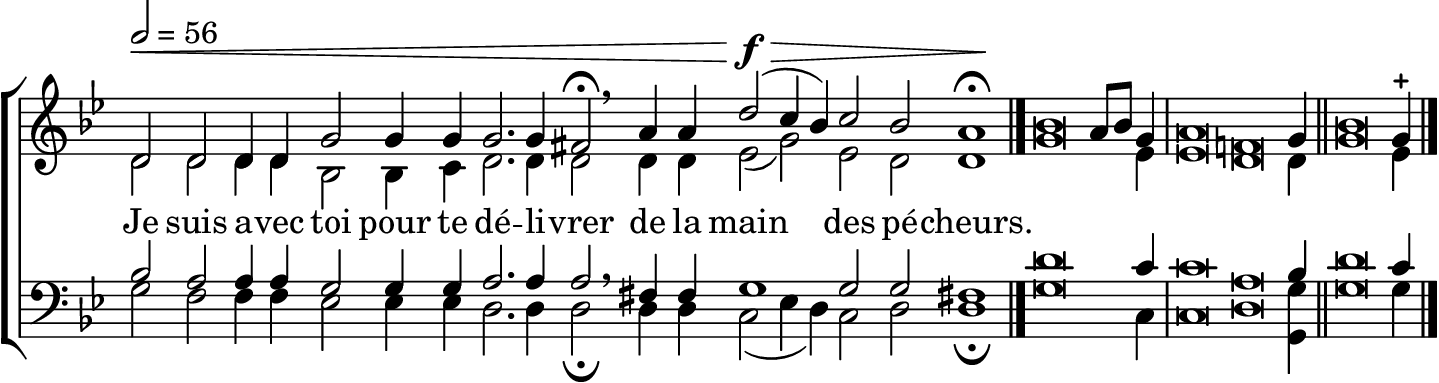 = 56
f
Je suis avec toi pour te dé-livrer de la main des pécheurs.